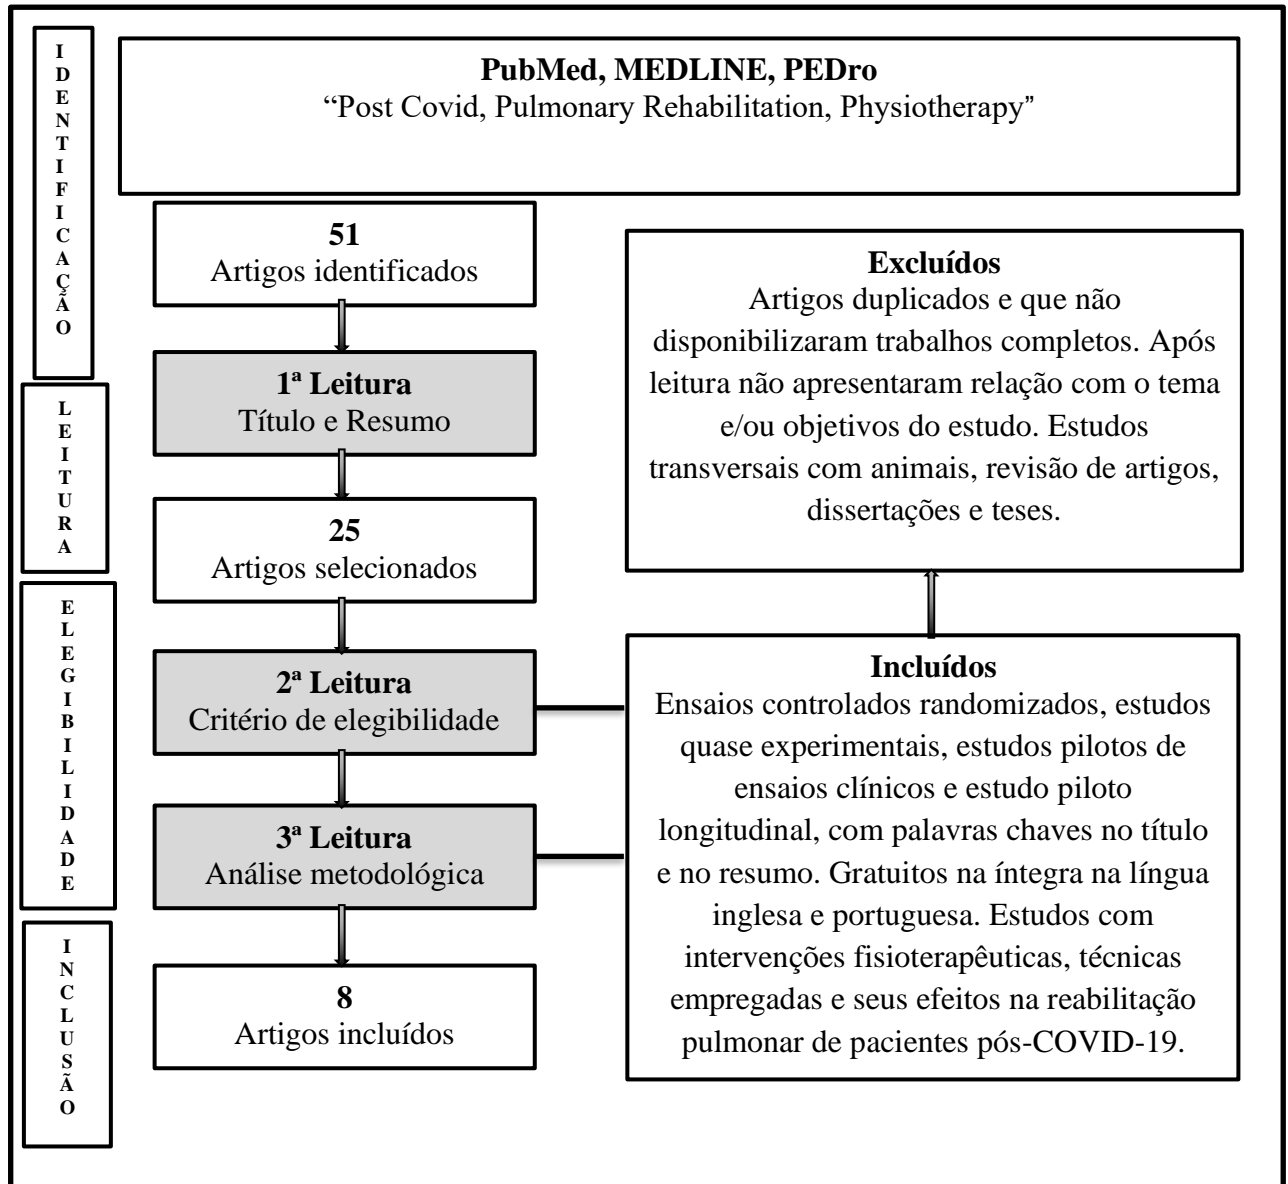 IDENTIFICAÇÃO
PubMed, MEDLINE, PEDro
“Post Covid, Pulmonary Rehabilitation, Physiotherapy”
51
Artigos identificados
1ª Leitura
Título e Resumo
LEITURA
25
Artigos selecionados
Excluídos
Artigos duplicados e que não
disponibilizaram trabalhos completos. Após
leitura não apresentaram relação com o tema
e/ou objetivos do estudo. Estudos
transversais com animais, revisão de artigos,
dissertações e teses.
ELEGIBILIDADE
2ª Leitura
Critério de elegibilidade
3ª Leitura
Análise metodológica
Incluídos
Ensaios controlados randomizados, estudos
quase experimentais, estudos pilotos de
ensaios clínicos e estudo piloto
longitudinal, com palavras chaves no título
e no resumo. Gratuitos na íntegra na língua
inglesa e portuguesa. Estudos com
intervenções fisioterapêuticas, técnicas
empregadas e seus efeitos na reabilitação
pulmonar de pacientes pós-COVID-19.
INCLUSÃO
8
Artigos incluídos